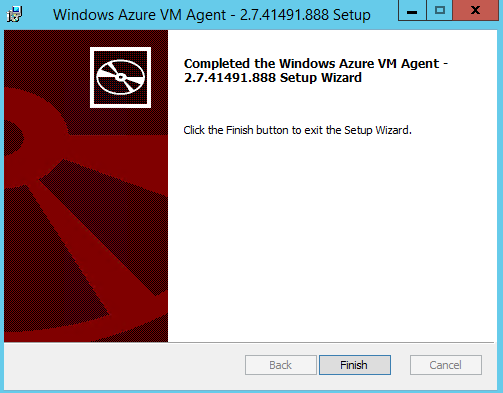 Windows Azure VM Agent - 2.7.41491.888 Setup
Completed the Windows Azure VM Agent -
2.7.41491.888 Setup Wizard
Click the Finish button to exit the Setup Wizard.
Back Finish Cancel